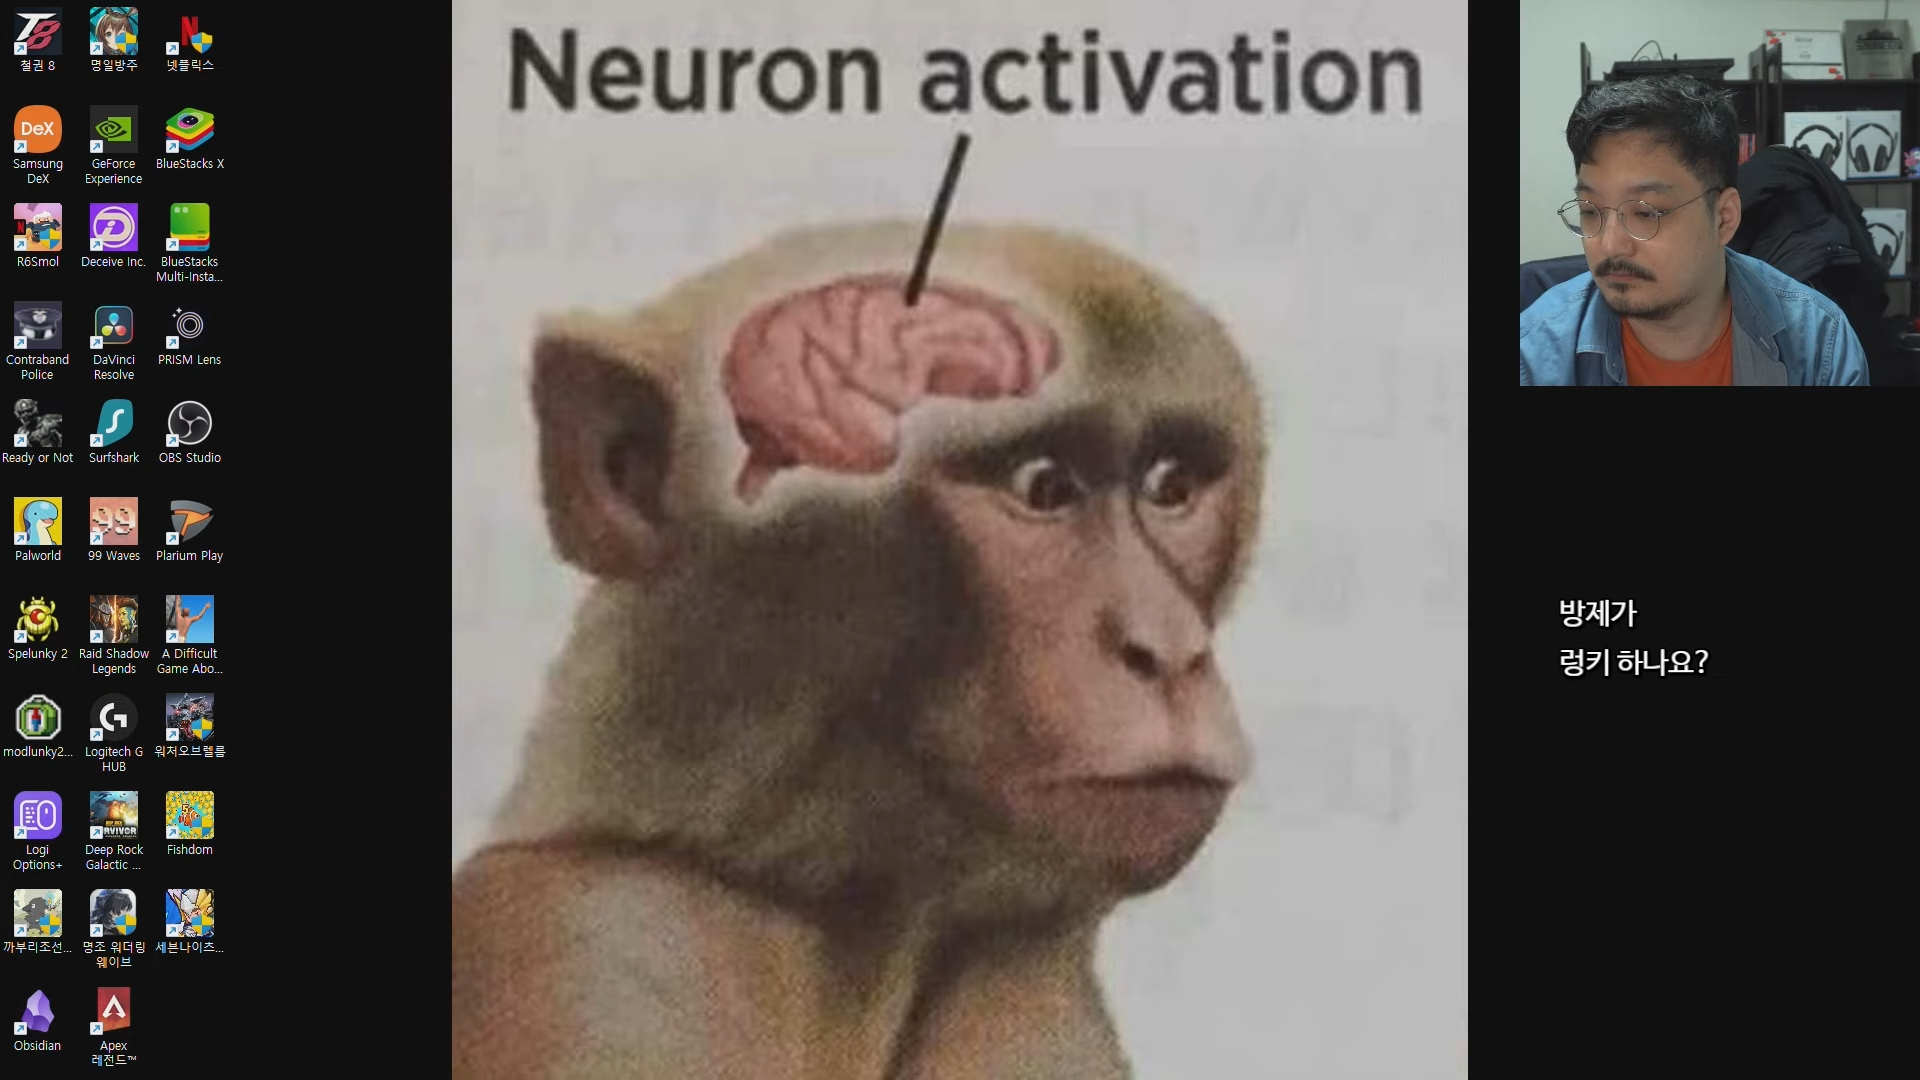 Neuron activation
철권 8
명일방주
넷플릭스
Samsung
DeX
GeForce
Experience
BlueStacks X
R6Smol
Deceive Inc.
BlueStacks
Multi-Insta...
Contraband
Police
DaVinci
Resolve
PRISM Lens
Ready or Not
Surfshark
OBS Studio
Palworld
99 Waves
Plarium Play
Spelunky 2
Raid Shadow
Legends
A Difficult
Game Abo...
modlunky2...
Logitech G
HUB
워처오브렐름
Logi
Options+
Deep Rock
Galactic ...
Fishdom
까부리조선...
명조 워더링
웨이브
세븐나이츠...
Obsidian
Apex
레전드™
방제가
렁키 하나요?